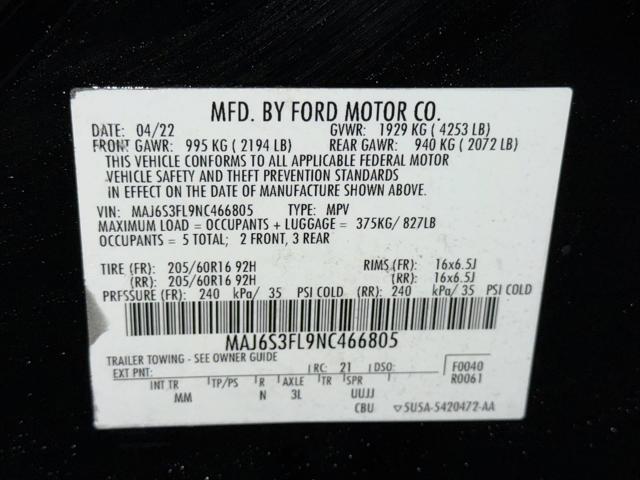 MFD. BY FORD MOTOR CO.
DATE: 04/22 GVWR: 1929 KG ( 4253 LB)
FRONT GAWR: 995 KG ( 2194 LB) REAR GAWR: 940 KG ( 2072 LB)
THIS VEHICLE CONFORMS TO ALL APPLICABLE FEDERAL MOTOR
VEHICLE SAFETY AND THEFT PREVENTION STANDARDS
IN EFFECT ON THE DATE OF MANUFACTURE SHOWN ABOVE.
VIN: MAJ6S3FL9NC466805 TYPE: MPV
MAXIMUM LOAD = OCCUPANTS + LUGGAGE = 375KG/ 827LB
OCCUPANTS = 5 TOTAL; 2 FRONT, 3 REAR
TIRE (FR): 205/60R16 92H RIMS (FR): 16x6.5J
(RR): 205/60R16 92H (RR): 16x6.5J
PRESSURE (FR): 240 kPa/ 35 PSI COLD (RR): 240 kPa/ 35 PSI COLD
MAJ6S3FL9NC466805
TRAILER TOWING - SEE OWNER GUIDE
EXT PNT: RC: 21 DSO: F0040
R0061
INT TR TP/PS R AXLE TR SPR
MM N 3L UUJJ
CBU 5U5A-5420472-AA